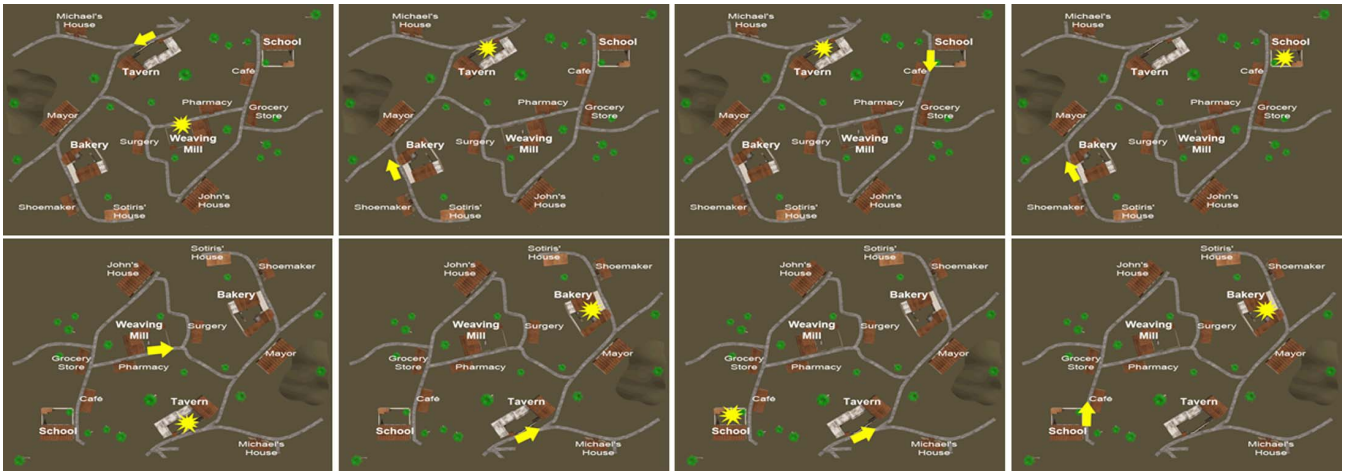 Michael's
House
School
Tavern
Café
Pharmacy
Grocery
Store
Mayor
Surgery
Weaving
Mill
Bakery
John's
House
Shoemaker
Sotiris'
House
Michael's
House
School
Tavern
Café
Pharmacy
Grocery
Store
Mayor
Surgery
Weaving
Mill
Bakery
John's
House
Shoemaker
Sotiris'
House
Michael's
House
School
Tavern
Café
Pharmacy
Grocery
Store
Mayor
Surgery
Weaving
Mill
Bakery
John's
House
Shoemaker
Sotiris'
House
Michael's
House
School
Tavern
Café
Pharmacy
Grocery
Store
Mayor
Surgery
Weaving
Mill
Bakery
John's
House
Shoemaker
Sotiris'
House
Sotiris'
House
John's
House
Shoemaker
Bakery
Weaving
Mill
Surgery
Mayor
Grocery
Store
Pharmacy
Café
Tavern
School
Michael's
House
Sotiris'
House
John's
House
Shoemaker
Bakery
Weaving
Mill
Surgery
Mayor
Grocery
Store
Pharmacy
Café
Tavern
School
Michael's
House
Sotiris'
House
John's
House
Shoemaker
Bakery
Weaving
Mill
Surgery
Mayor
Grocery
Store
Pharmacy
Café
Tavern
School
Michael's
House
Sotiris'
House
John's
House
Shoemaker
Bakery
Weaving
Mill
Surgery
Mayor
Grocery
Store
Pharmacy
Café
Tavern
School
Michael's
House